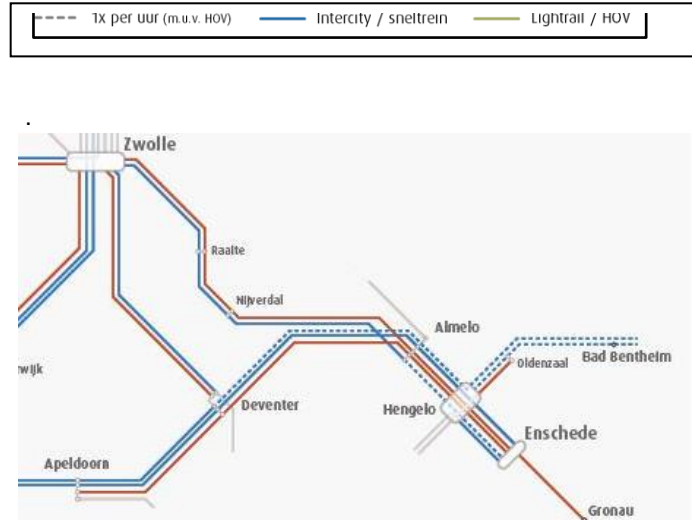 1x per uur (m.u.v. HOV) Intercity / sneltrein Lightrail / HOV
.
Zwolle
Raalte
Nijverdal
Almelo
Oldenzaal
Bad Bentheim
rwijk
Deventer
Hengelo
Enschede
Apeldoorn
Gronau